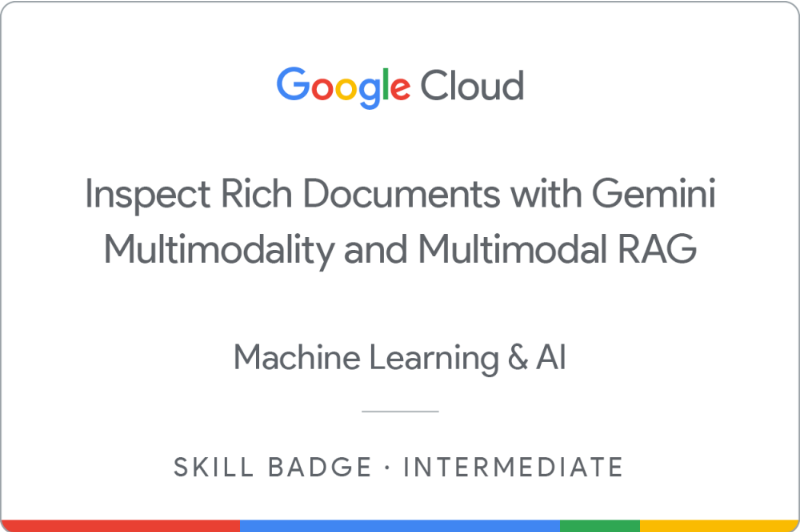 Google Cloud
Inspect Rich Documents with Gemini
Multimodality and Multimodal RAG
Machine Learning & AI
SKILL BADGE · INTERMEDIATE